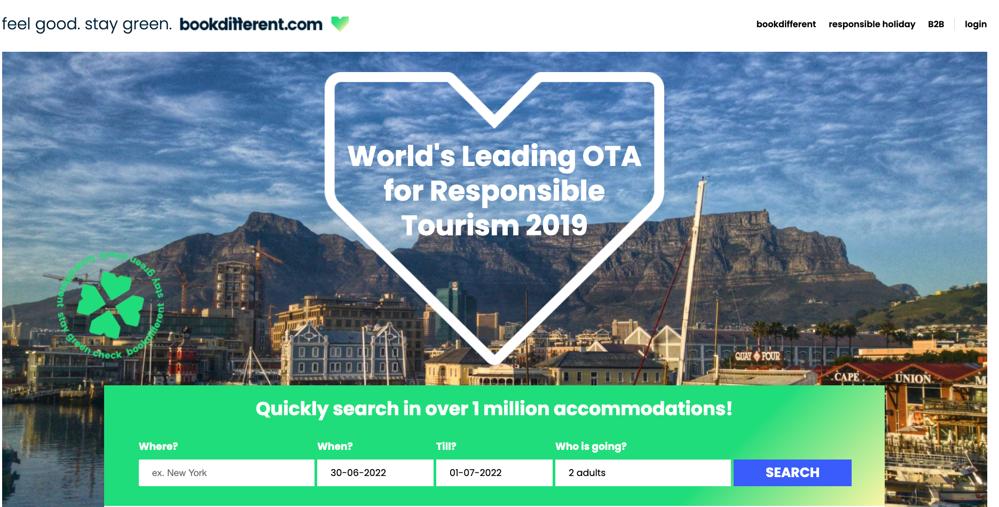 feel good. stay green. bookdifferent.com
bookdifferent responsible holiday B2B login
World's Leading OTA
for Responsible
Tourism 2019
bookdifferent stay green check bookdifferent stay green check
QUAY FOUR
CAPE UNION M
Quickly search in over 1 million accommodations!
Where? When? Till? Who is going?
ex. New York 30-06-2022 01-07-2022 2 adults SEARCH